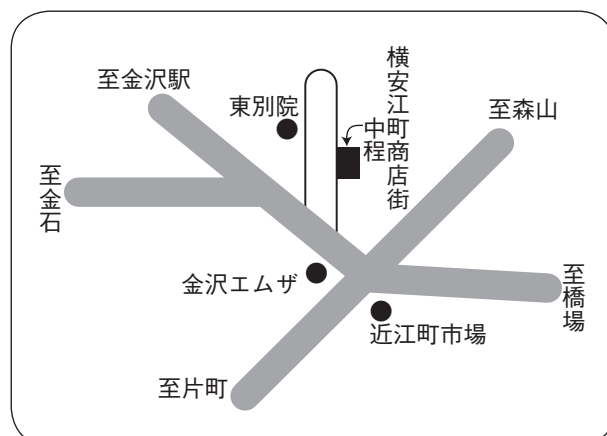 至金沢駅
東別院
横安江町商店街
中程
至森山
至金石
金沢エムザ
至橋場
近江町市場
至片町